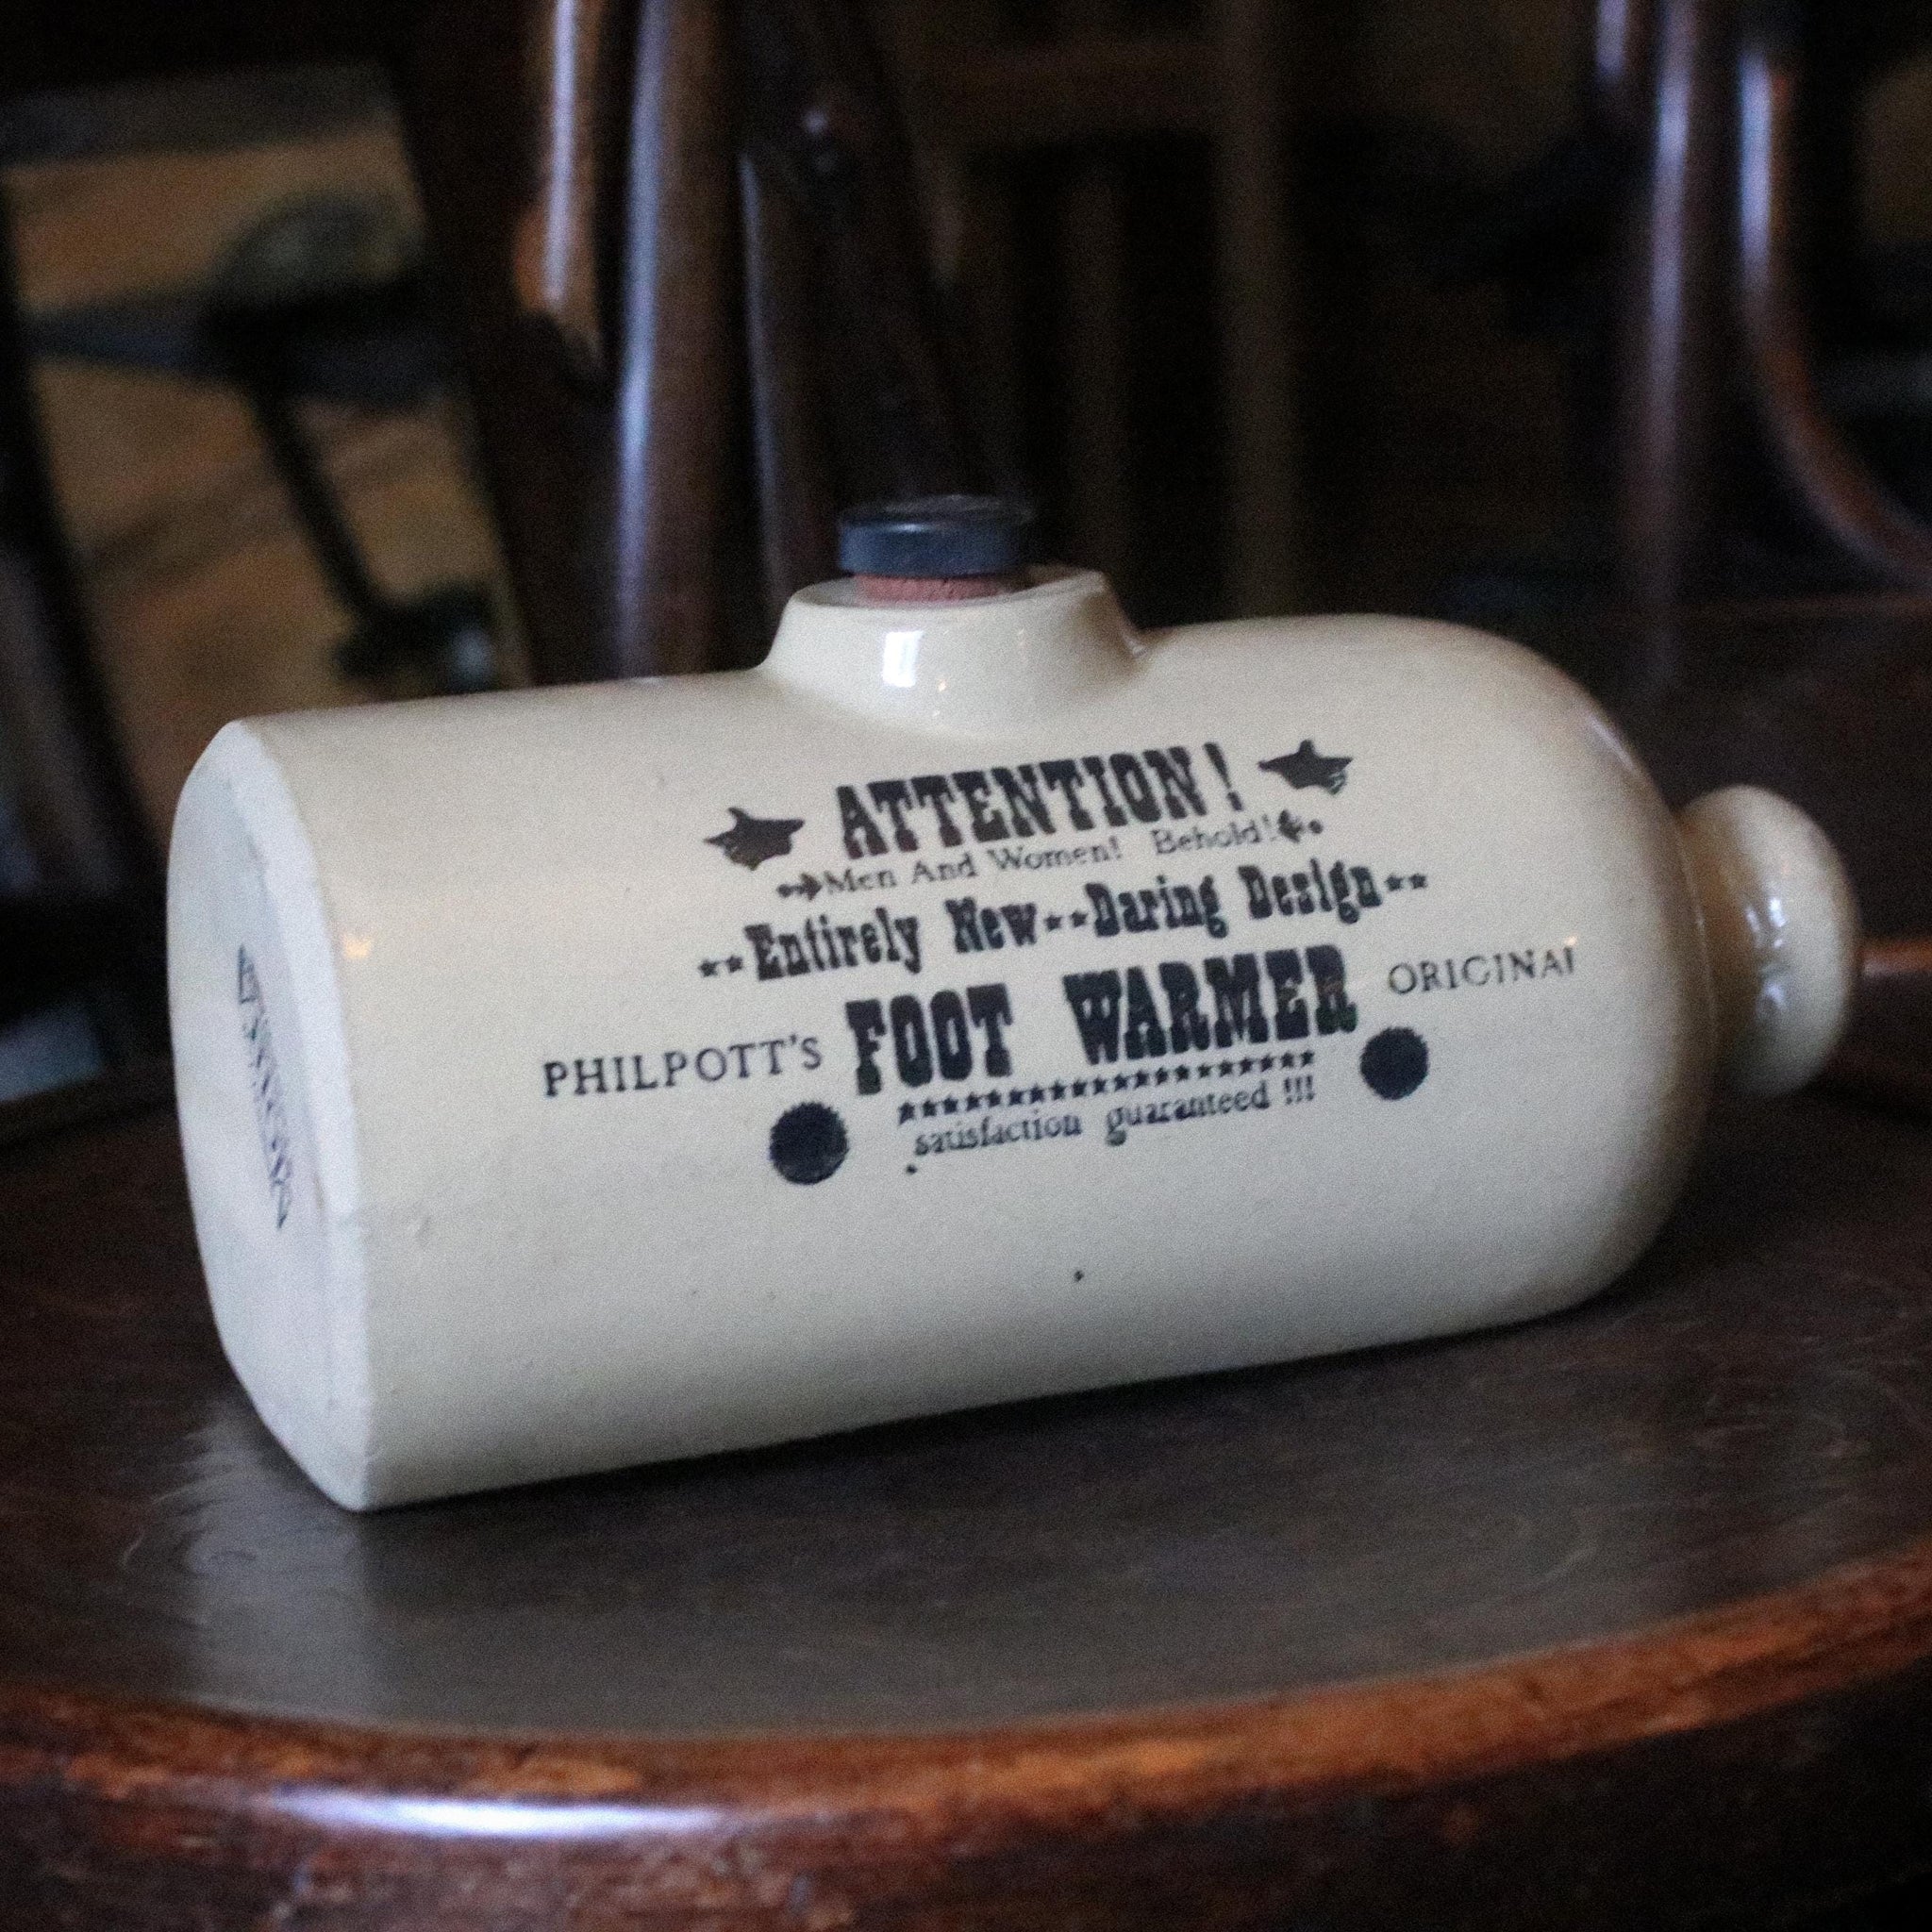 ATTENTION!
Men And Women! Behold!
Entirely New Daring Design
PHILPOTT'S FOOT WARMER ORIGINAL
satisfaction guaranteed !!!